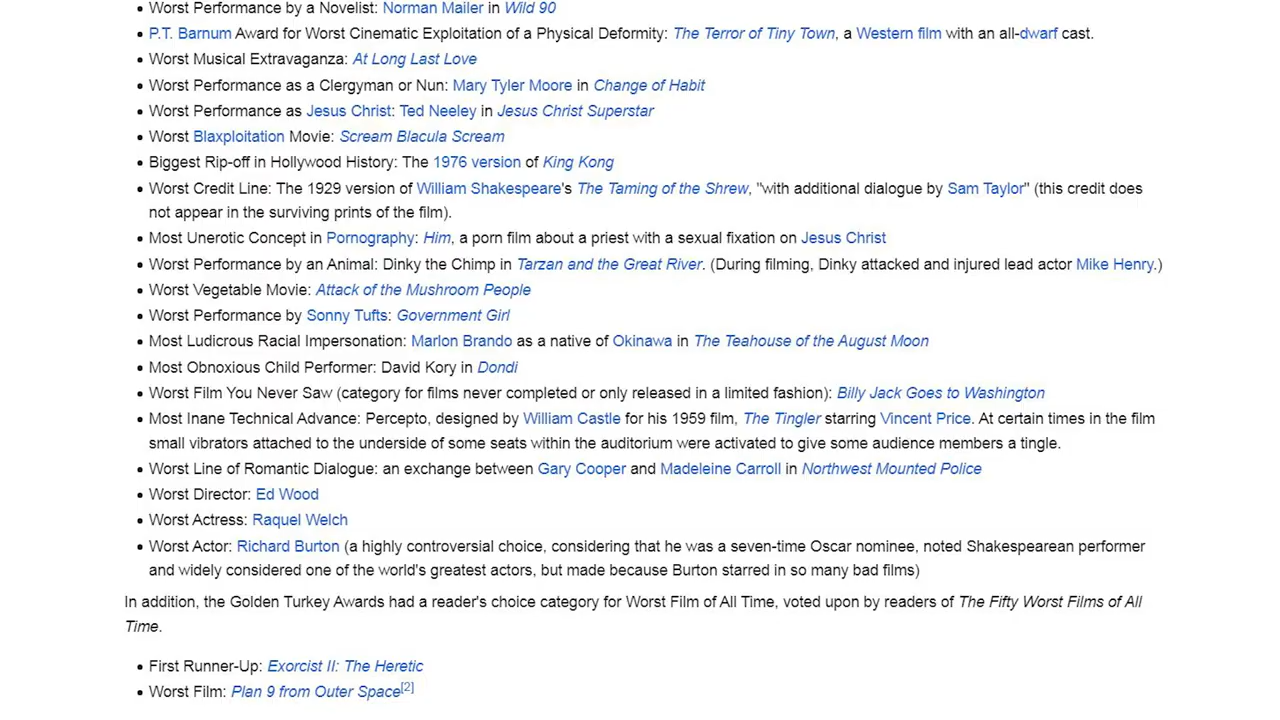 • Worst Performance by a Novelist: Norman Mailer in Wild 90
• P.T. Barnum Award for Worst Cinematic Exploitation of a Physical Deformity: The Terror of Tiny Town, a Western film with an all-dwarf cast.
• Worst Musical Extravaganza: At Long Last Love
• Worst Performance as a Clergyman or Nun: Mary Tyler Moore in Change of Habit
• Worst Performance as Jesus Christ: Ted Neeley in Jesus Christ Superstar
• Worst Blaxploitation Movie: Scream Blacula Scream
• Biggest Rip-off in Hollywood History: The 1976 version of King Kong
• Worst Credit Line: The 1929 version of William Shakespeare's The Taming of the Shrew, "with additional dialogue by Sam Taylor" (this credit does
not appear in the surviving prints of the film).
• Most Unerotic Concept in Pornography: Him, a porn film about a priest with a sexual fixation on Jesus Christ
• Worst Performance by an Animal: Dinky the Chimp in Tarzan and the Great River. (During filming, Dinky attacked and injured lead actor Mike Henry.)
• Worst Vegetable Movie: Attack of the Mushroom People
• Worst Performance by Sonny Tufts: Government Girl
• Most Ludicrous Racial Impersonation: Marlon Brando as a native of Okinawa in The Teahouse of the August Moon
• Most Obnoxious Child Performer: David Kory in Dondi
• Worst Film You Never Saw (category for films never completed or only released in a limited fashion): Billy Jack Goes to Washington
• Most Inane Technical Advance: Percepto, designed by William Castle for his 1959 film, The Tingler starring Vincent Price. At certain times in the film
small vibrators attached to the underside of some seats within the auditorium were activated to give some audience members a tingle.
• Worst Line of Romantic Dialogue: an exchange between Gary Cooper and Madeleine Carroll in Northwest Mounted Police
• Worst Director: Ed Wood
• Worst Actress: Raquel Welch
• Worst Actor: Richard Burton (a highly controversial choice, considering that he was a seven-time Oscar nominee, noted Shakespearean performer
and widely considered one of the world's greatest actors, but made because Burton starred in so many bad films)
In addition, the Golden Turkey Awards had a reader's choice category for Worst Film of All Time, voted upon by readers of The Fifty Worst Films of All
Time.
• First Runner-Up: Exorcist II: The Heretic
• Worst Film: Plan 9 from Outer Space[2]